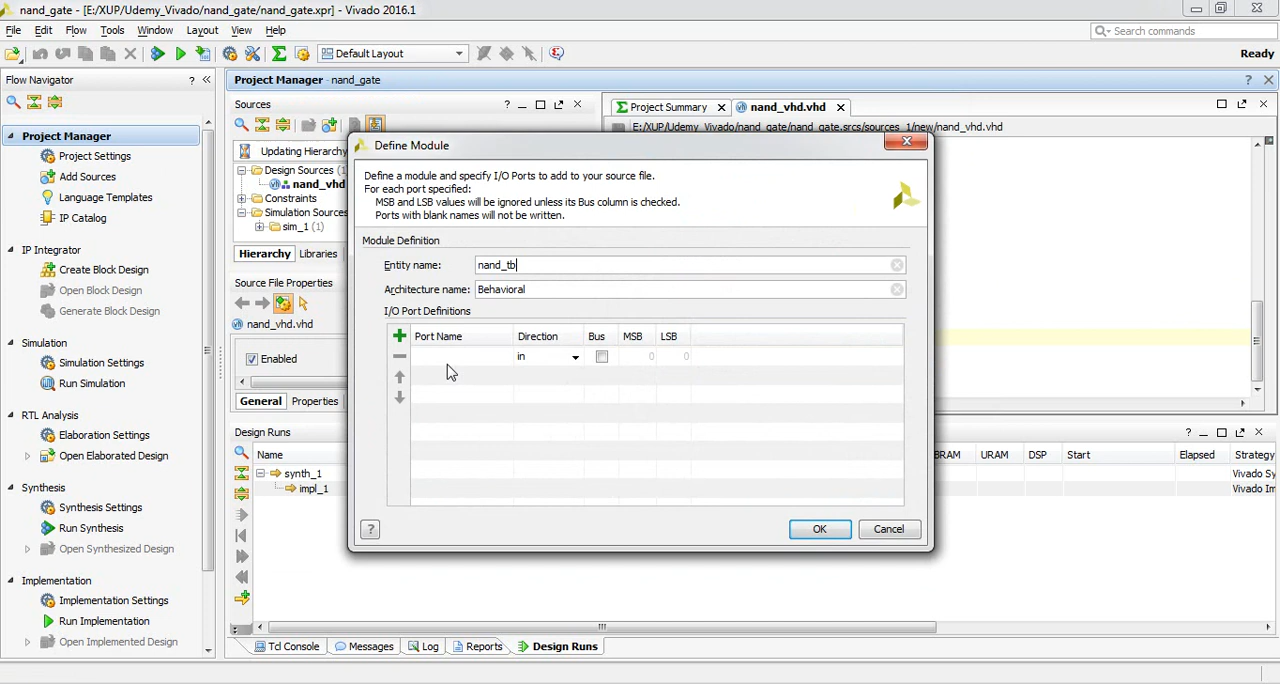 nand_gate - [E:/XUP/Udemy_Vivado/nand_gate/nand_gate.xpr] - Vivado 2016.1
File Edit Flow Tools Window Layout View Help
Search commands
Default Layout
Ready
Flow Navigator
Project Manager - nand_gate
Project Manager
Project Settings
Add Sources
Language Templates
IP Catalog
IP Integrator
Create Block Design
Open Block Design
Generate Block Design
Simulation
Simulation Settings
Run Simulation
RTL Analysis
Elaboration Settings
Open Elaborated Design
Synthesis
Synthesis Settings
Run Synthesis
Open Synthesized Design
Implementation
Implementation Settings
Run Implementation
Open Implemented Design
Sources
Updating Hierarchy
Design Sources (1
nand_vhd
Constraints
Simulation Sources
sim_1 (1)
Hierarchy Libraries
Source File Properties
nand_vhd.vhd
Enabled
General Properties
Project Summary nand_vhd.vhd
E:/XUP/Udemy_Vivado/nand_gate/nand_gate.srcs/sources_1/new/nand_vhd.vhd
Define Module
Define a module and specify I/O Ports to add to your source file.
For each port specified:
MSB and LSB values will be ignored unless its Bus column is checked.
Ports with blank names will not be written.
Module Definition
Entity name: nand_tb
Architecture name: Behavioral
I/O Port Definitions
Port Name Direction Bus MSB LSB
in 0 0
OK Cancel
Design Runs
Name BRAM URAM DSP Start Elapsed Strategy
synth_1 Vivado Sy
impl_1 Vivado Im
Tcl Console Messages Log Reports Design Runs